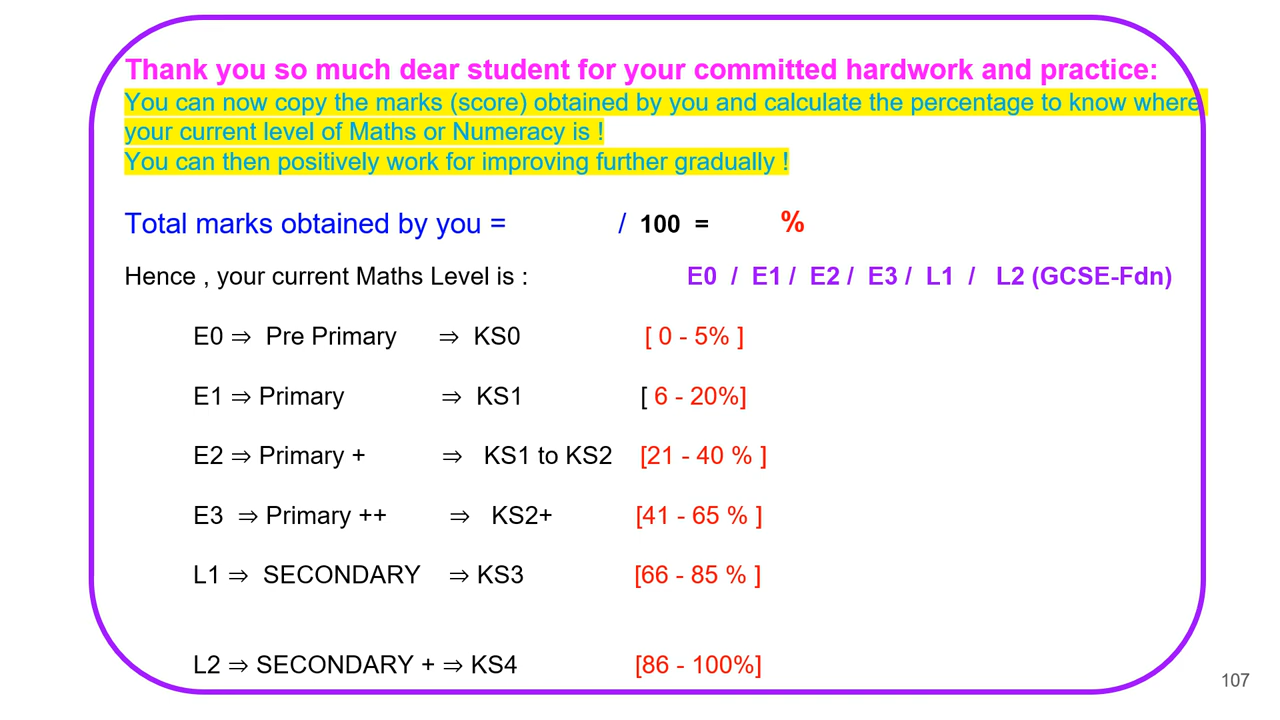 Thank you so much dear student for your committed hardwork and practice:
You can now copy the marks (score) obtained by you and calculate the percentage to know where
your current level of Maths or Numeracy is !
You can then positively work for improving further gradually !
Total marks obtained by you = / 100 = %
Hence , your current Maths Level is : E0 / E1 / E2 / E3 / L1 / L2 (GCSE-Fdn)
E0 ⇒ Pre Primary ⇒ KS0 [ 0 - 5% ]
E1 ⇒ Primary ⇒ KS1 [ 6 - 20%]
E2 ⇒ Primary + ⇒ KS1 to KS2 [21 - 40 % ]
E3 ⇒ Primary ++ ⇒ KS2+ [41 - 65 % ]
L1 ⇒ SECONDARY ⇒ KS3 [66 - 85 % ]
L2 ⇒ SECONDARY + ⇒ KS4 [86 - 100%]
107